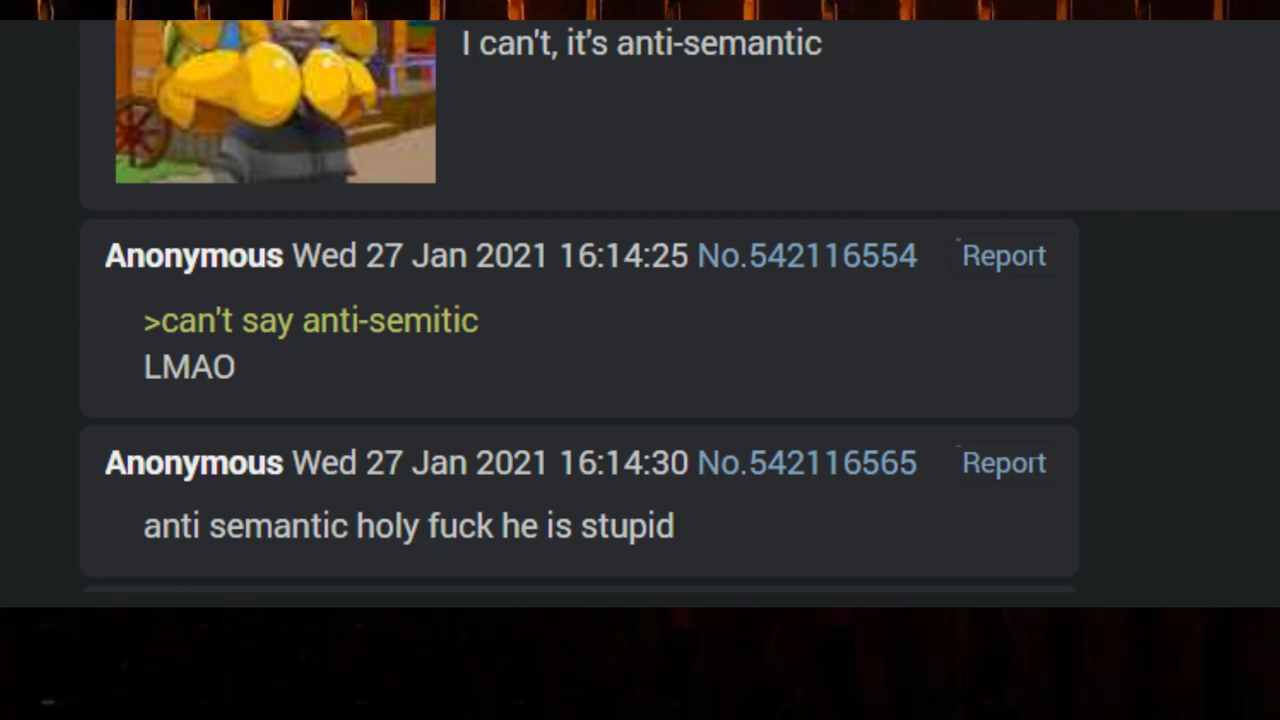 I can't, it's anti-semantic
Anonymous Wed 27 Jan 2021 16:14:25 No.542116554 Report
>can't say anti-semitic
LMAO
Anonymous Wed 27 Jan 2021 16:14:30 No.542116565 Report
anti semantic holy fuck he is stupid